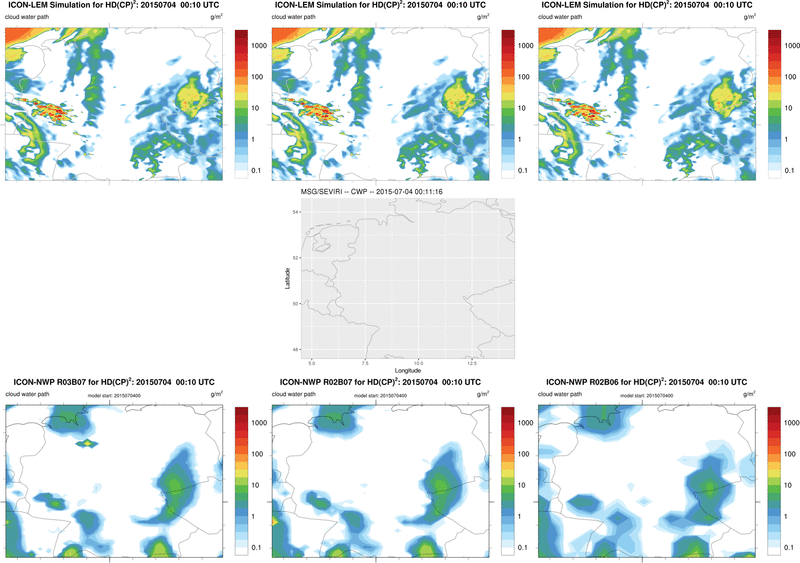 ICON-LEM Simulation for HD(CP)²: 20150704 00:10 UTC
cloud water path g/m²
1000
100
10
1
0.1
ICON-LEM Simulation for HD(CP)²: 20150704 00:10 UTC
cloud water path g/m²
1000
100
10
1
0.1
ICON-LEM Simulation for HD(CP)²: 20150704 00:10 UTC
cloud water path g/m²
1000
100
10
1
0.1
MSG/SEVIRI -- CWP -- 2015-07-04 00:11:16
54
52
50
48
Latitude
5.0 7.5 10.0 12.5
Longitude
ICON-NWP R03B07 for HD(CP)²: 20150704 00:10 UTC
model start: 2015070400
cloud water path g/m²
1000
100
10
1
0.1
ICON-NWP R02B07 for HD(CP)²: 20150704 00:10 UTC
model start: 2015070400
cloud water path g/m²
1000
100
10
1
0.1
ICON-NWP R02B06 for HD(CP)²: 20150704 00:10 UTC
model start: 2015070400
cloud water path g/m²
1000
100
10
1
0.1